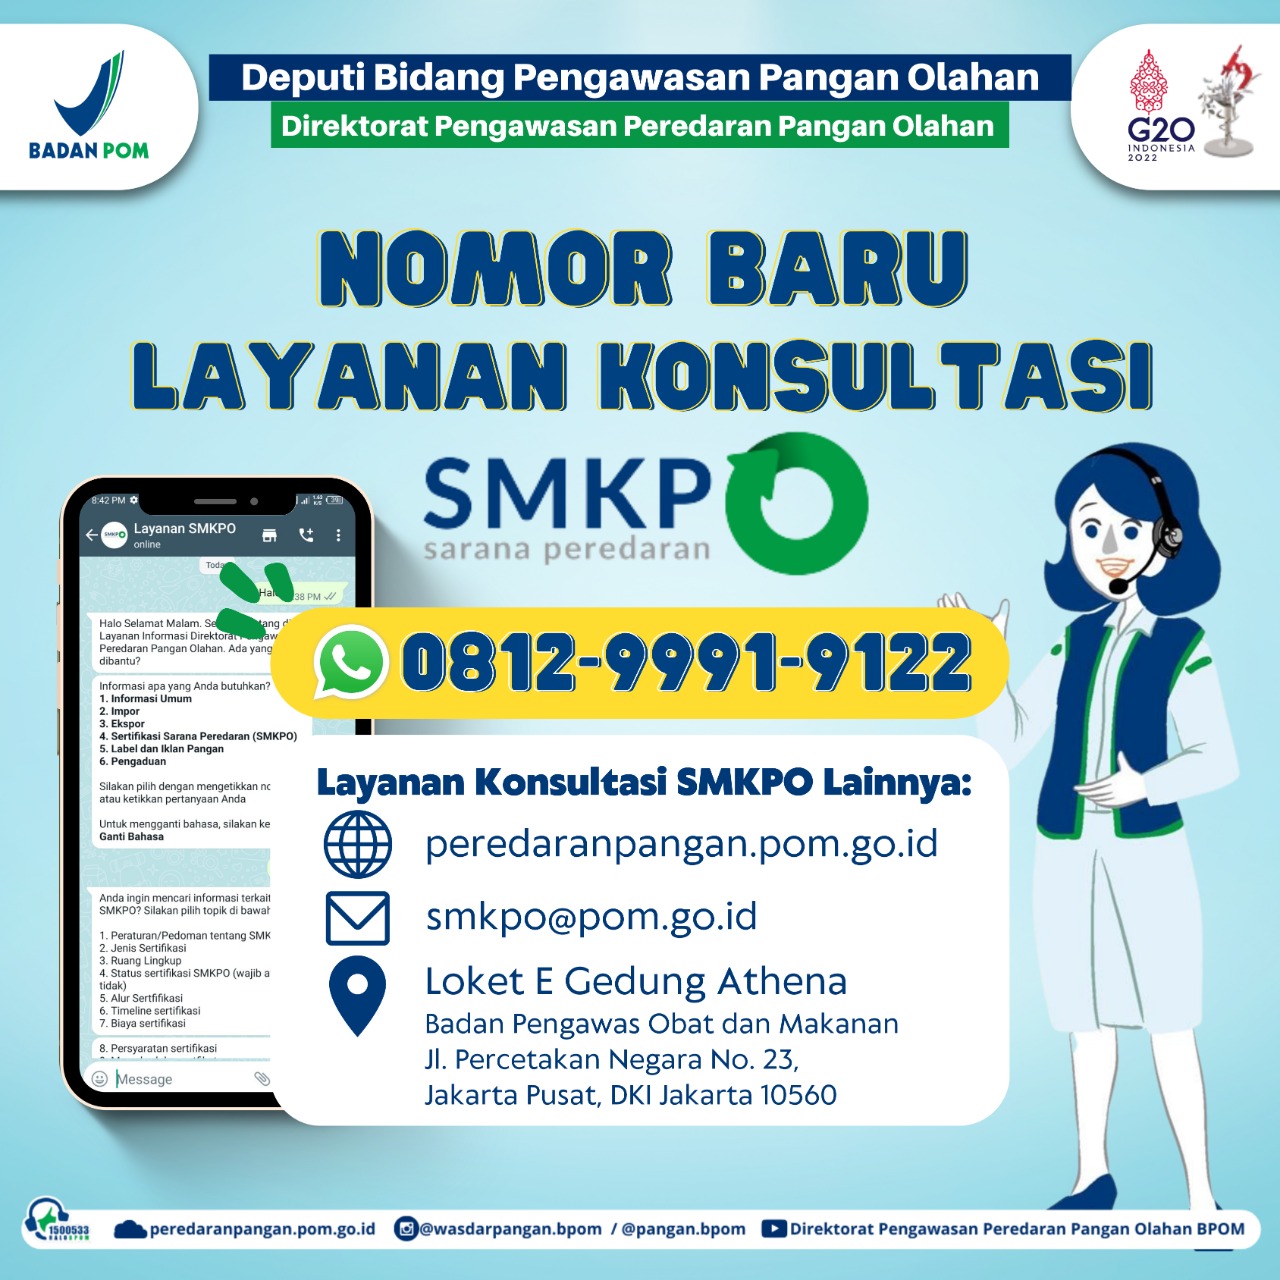 BADAN POM
Deputi Bidang Pengawasan Pangan Olahan
Direktorat Pengawasan Peredaran Pangan Olahan
G20
INDONESIA
2022
NOMOR BARU
LAYANAN KONSULTASI
SMKPO
sarana peredaran
8:42 PM
Layanan SMKPO
online
Halo Selamat Malam.
Layanan Informasi Direktorat
Peredaran Pangan Olahan. Ada yang
dibantu?
Informasi apa yang Anda butuhkan?
1. Informasi Umum
2. Impor
3. Ekspor
4. Sertifikasi Sarana Peredaran (SMKPO)
5. Label dan Iklan Pangan
6. Pengaduan
Silakan pilih dengan mengetikkan
atau ketikkan pertanyaan Anda
Untuk mengganti bahasa, silakan
Ganti Bahasa
Anda ingin mencari informasi terkait
SMKPO? Silakan pilih topik di
1. Peraturan/Pedoman tentang
2. Jenis Sertifikasi
3. Ruang Lingkup
4. Status sertifikasi SMKPO (wajib
tidak)
5. Alur Sertfifikasi
6. Timeline sertifikasi
7. Biaya sertifikasi
8. Persyaratan sertifikasi
Message
0812-9991-9122
Layanan Konsultasi SMKPO Lainnya:
peredaranpangan.pom.go.id
smkpo@pom.go.id
Loket E Gedung Athena
Badan Pengawas Obat dan Makanan
Jl. Percetakan Negara No. 23,
Jakarta Pusat, DKI Jakarta 10560
1500533
HALOBPOM
peredaranpangan.pom.go.id @wasdarpangan.bpom / @pangan.bpom Direktorat Pengawasan Peredaran Pangan Olahan BPOM